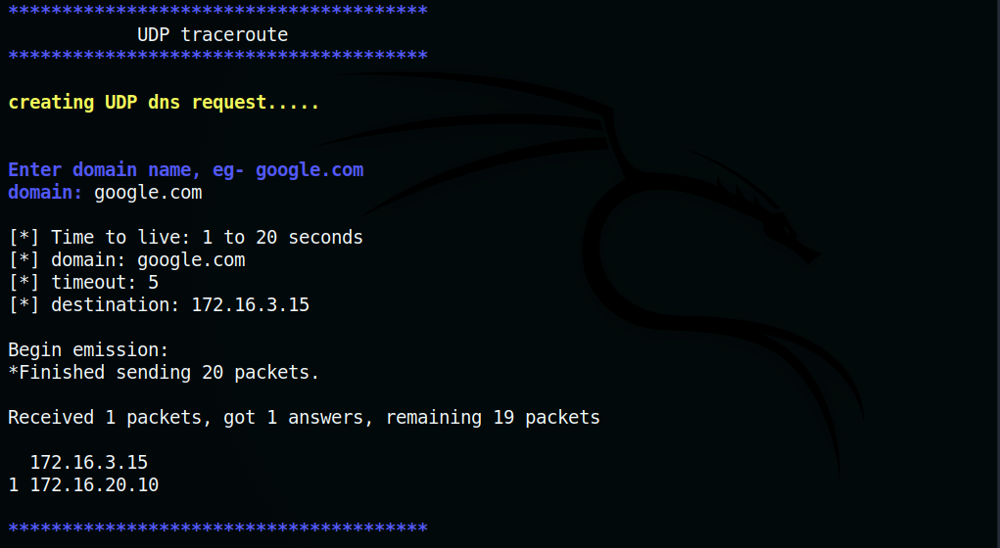 ***************************************
UDP traceroute
***************************************
creating UDP dns request.....
Enter domain name, eg- google.com
domain: google.com
[*] Time to live: 1 to 20 seconds
[*] domain: google.com
[*] timeout: 5
[*] destination: 172.16.3.15
Begin emission:
*Finished sending 20 packets.
Received 1 packets, got 1 answers, remaining 19 packets
172.16.3.15
1 172.16.20.10
***************************************